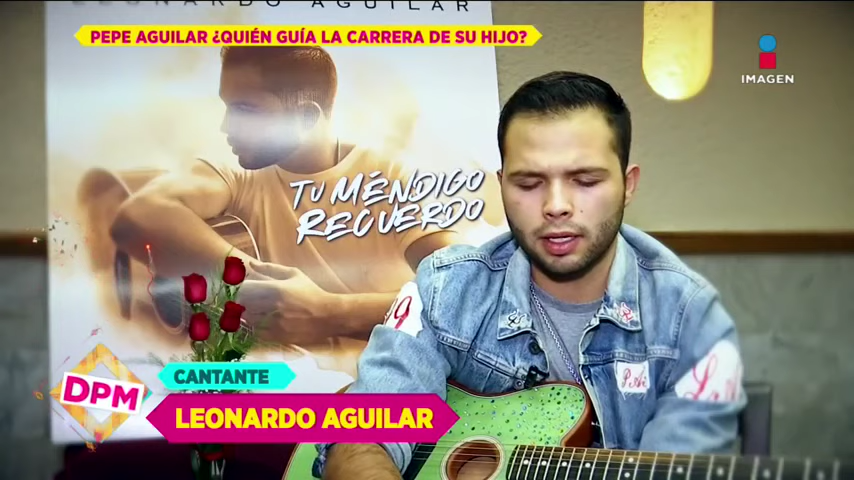 LEONARDO AGUILAR
PEPE AGUILAR ¿QUIÉN GUÍA LA CARRERA DE SU HIJO?
IMAGEN
TU MÉNDIGO
RECUERDO
DPM
CANTANTE
LEONARDO AGUILAR